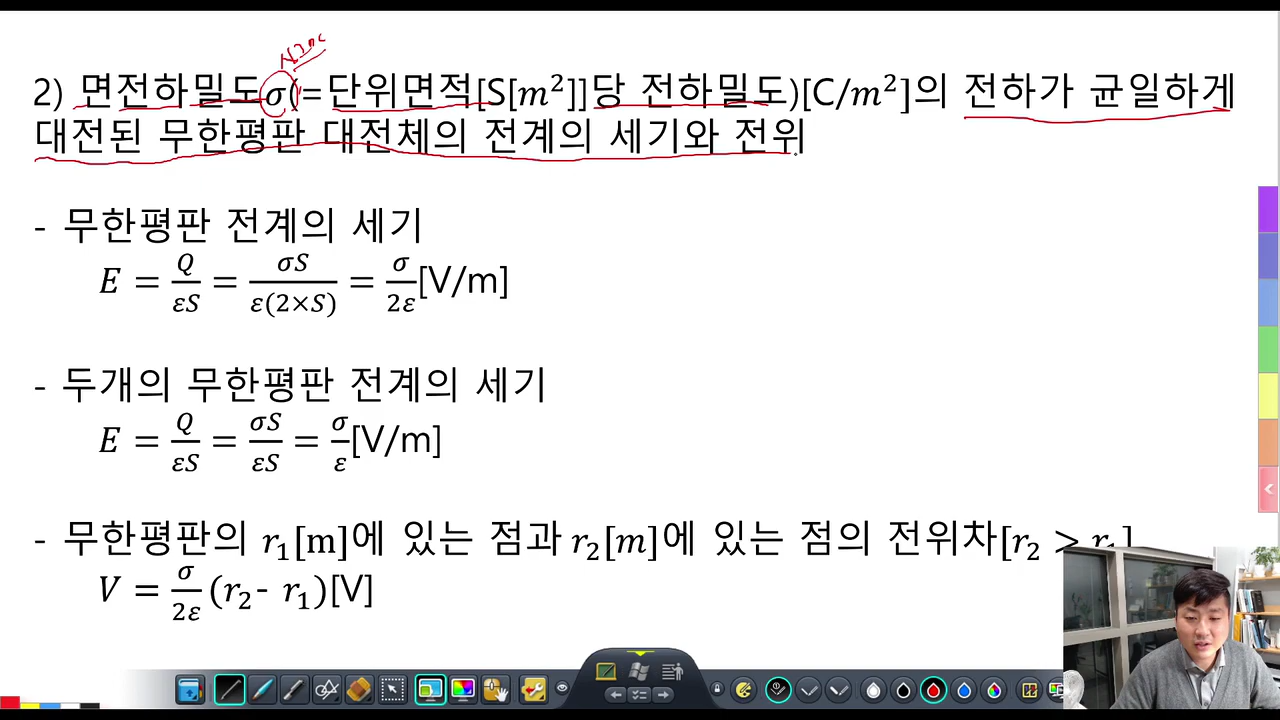 2) 면전하밀도σ(=단위면적[S[m²]]당 전하밀도)[C/m²]의 전하가 균일하게
대전된 무한평판 대전체의 전계의 세기와 전위
- 무한평판 전계의 세기
E = Q/εS = σS/ε(2×S) = σ/2ε[V/m]
- 두개의 무한평판 전계의 세기
E = Q/εS = σS/εS = σ/ε[V/m]
- 무한평판의 r₁[m]에 있는 점과 r₂[m]에 있는 점의 전위차[r₂ > r₁]
V = σ/2ε(r₂- r₁)[V]